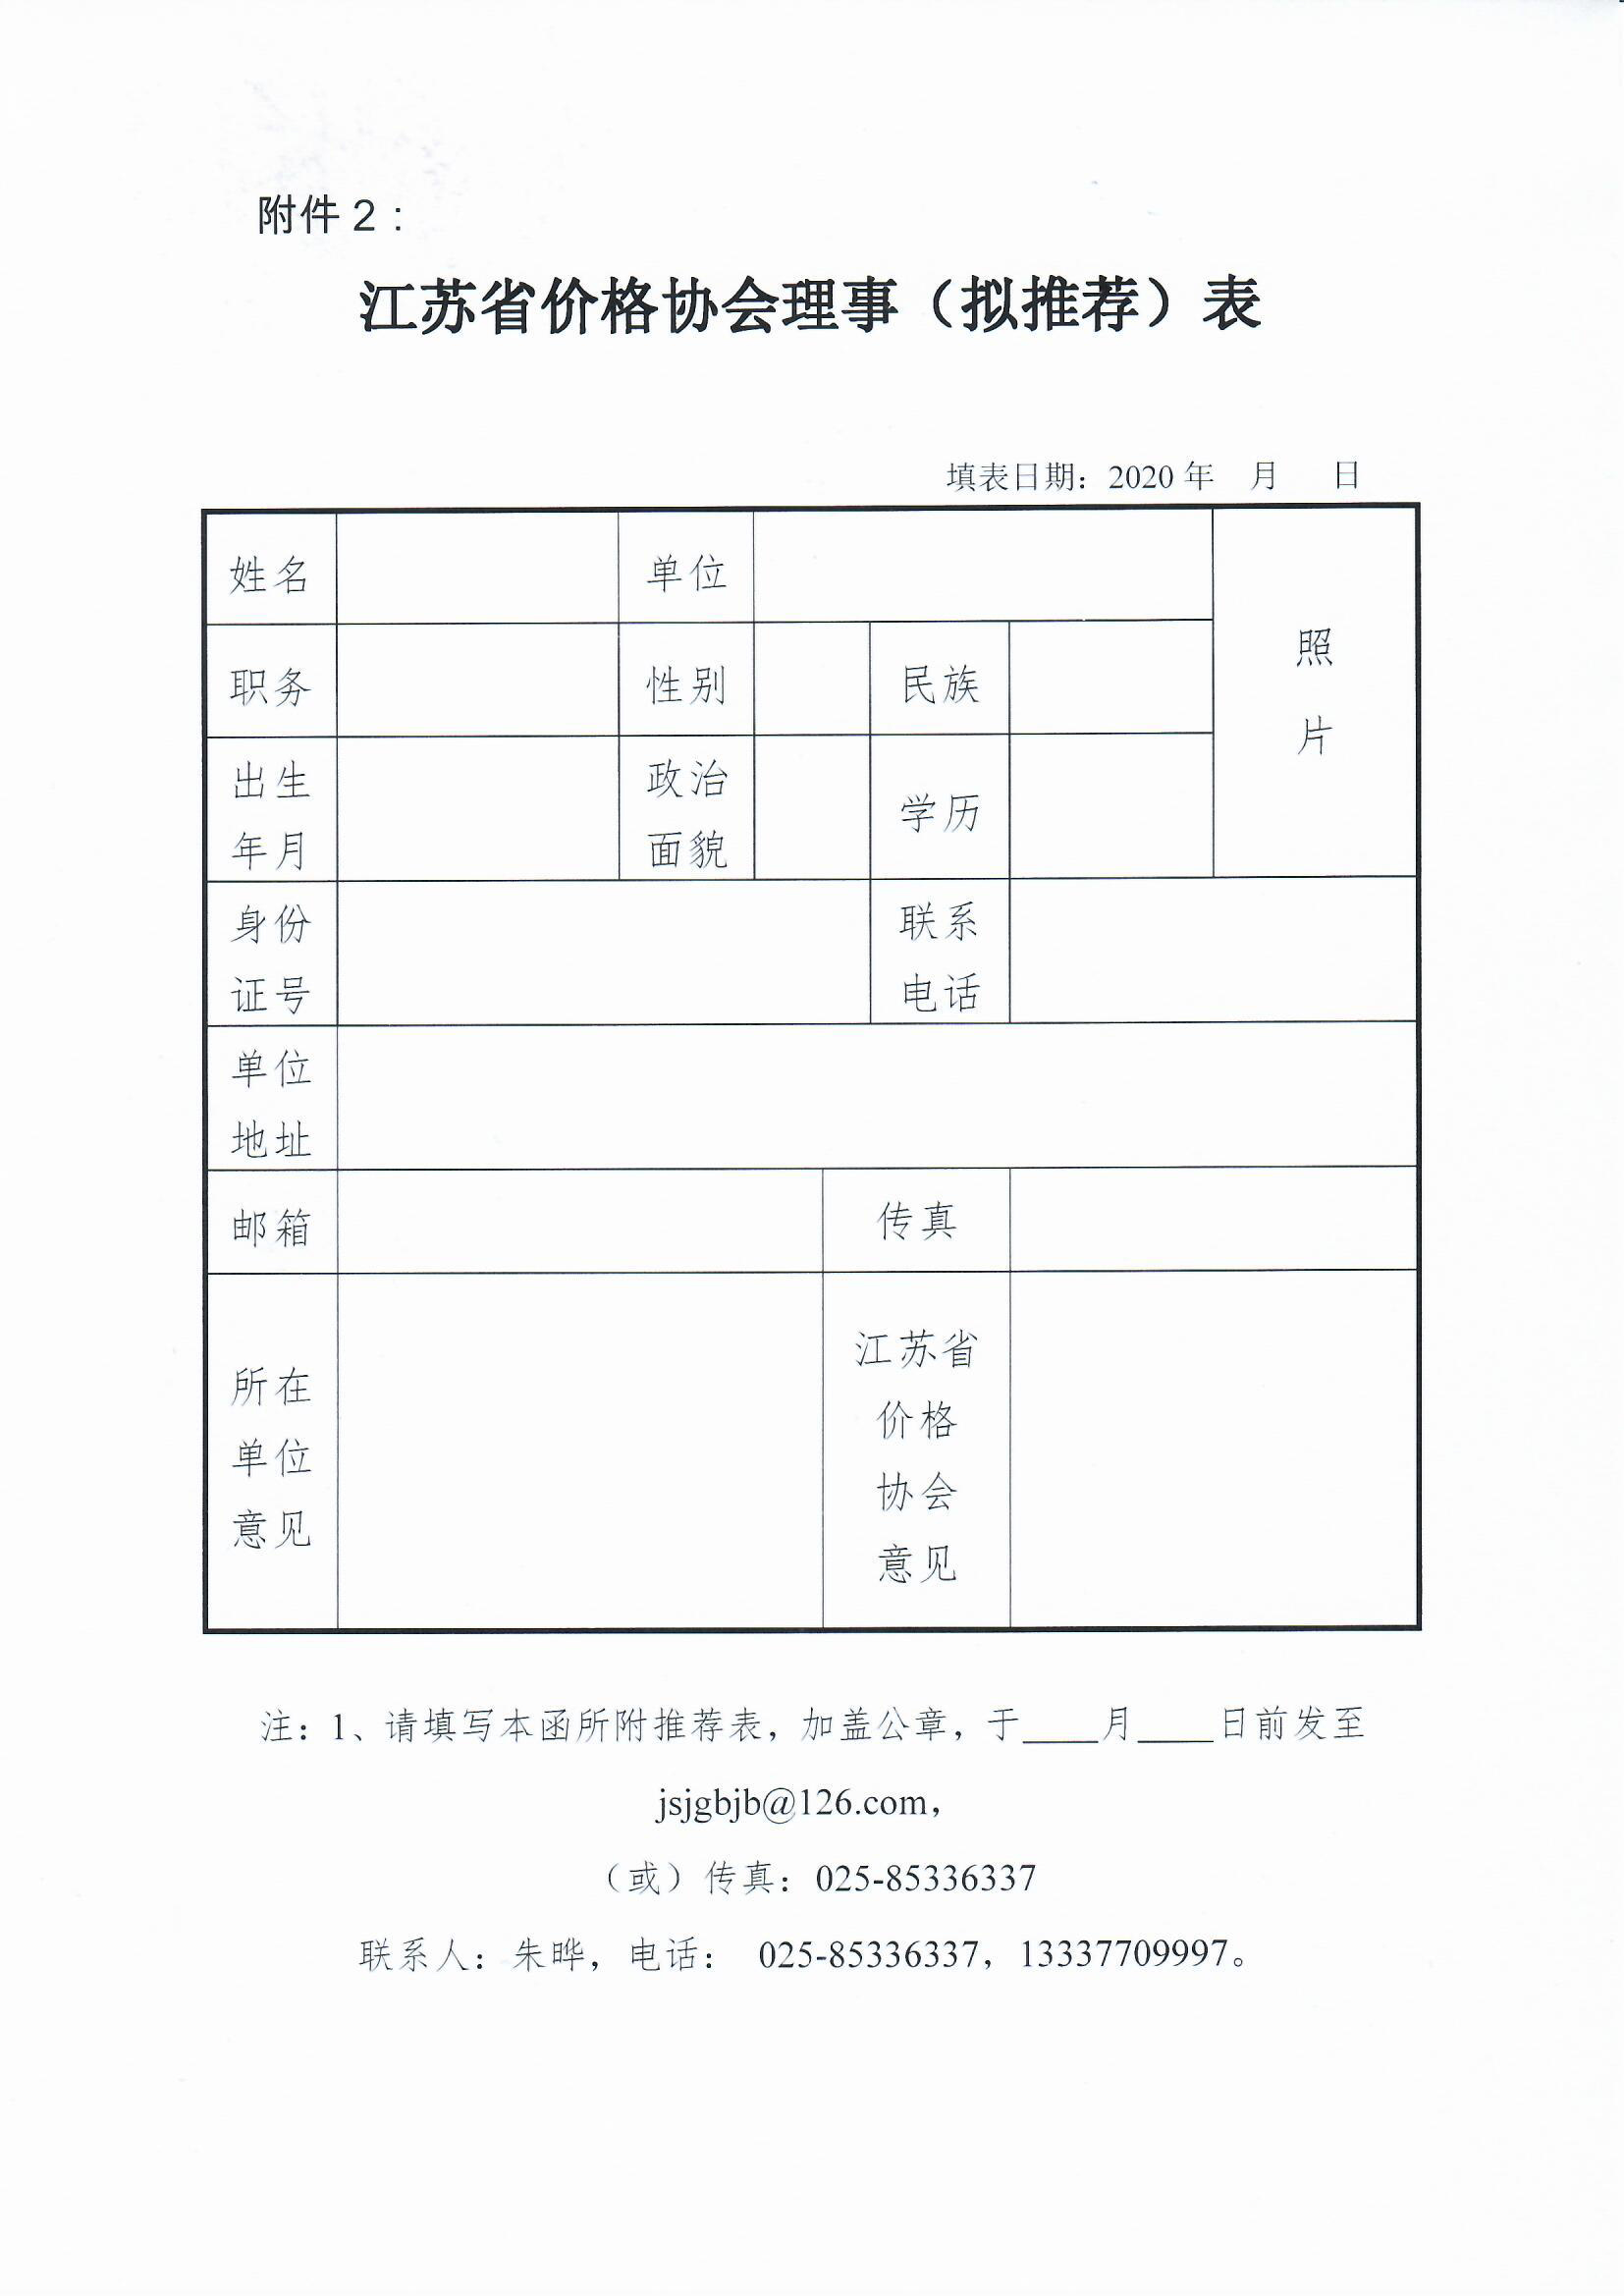 附件2：
江苏省价格协会理事（拟推荐）表
填表日期：2020年 月 日
姓名 单位 照
职务 性别 民族 片
出生 政治 学历
年月 面貌
身份 联系
证号 电话
单位
地址
邮箱 传真
所在 江苏省
单位 价格
意见 协会
意见
注：1、请填写本函所附推荐表，加盖公章，于____月____日前发至
jsjgbjb@126.com，
（或）传真：025-85336337
联系人：朱晔，电话： 025-85336337，13337709997。